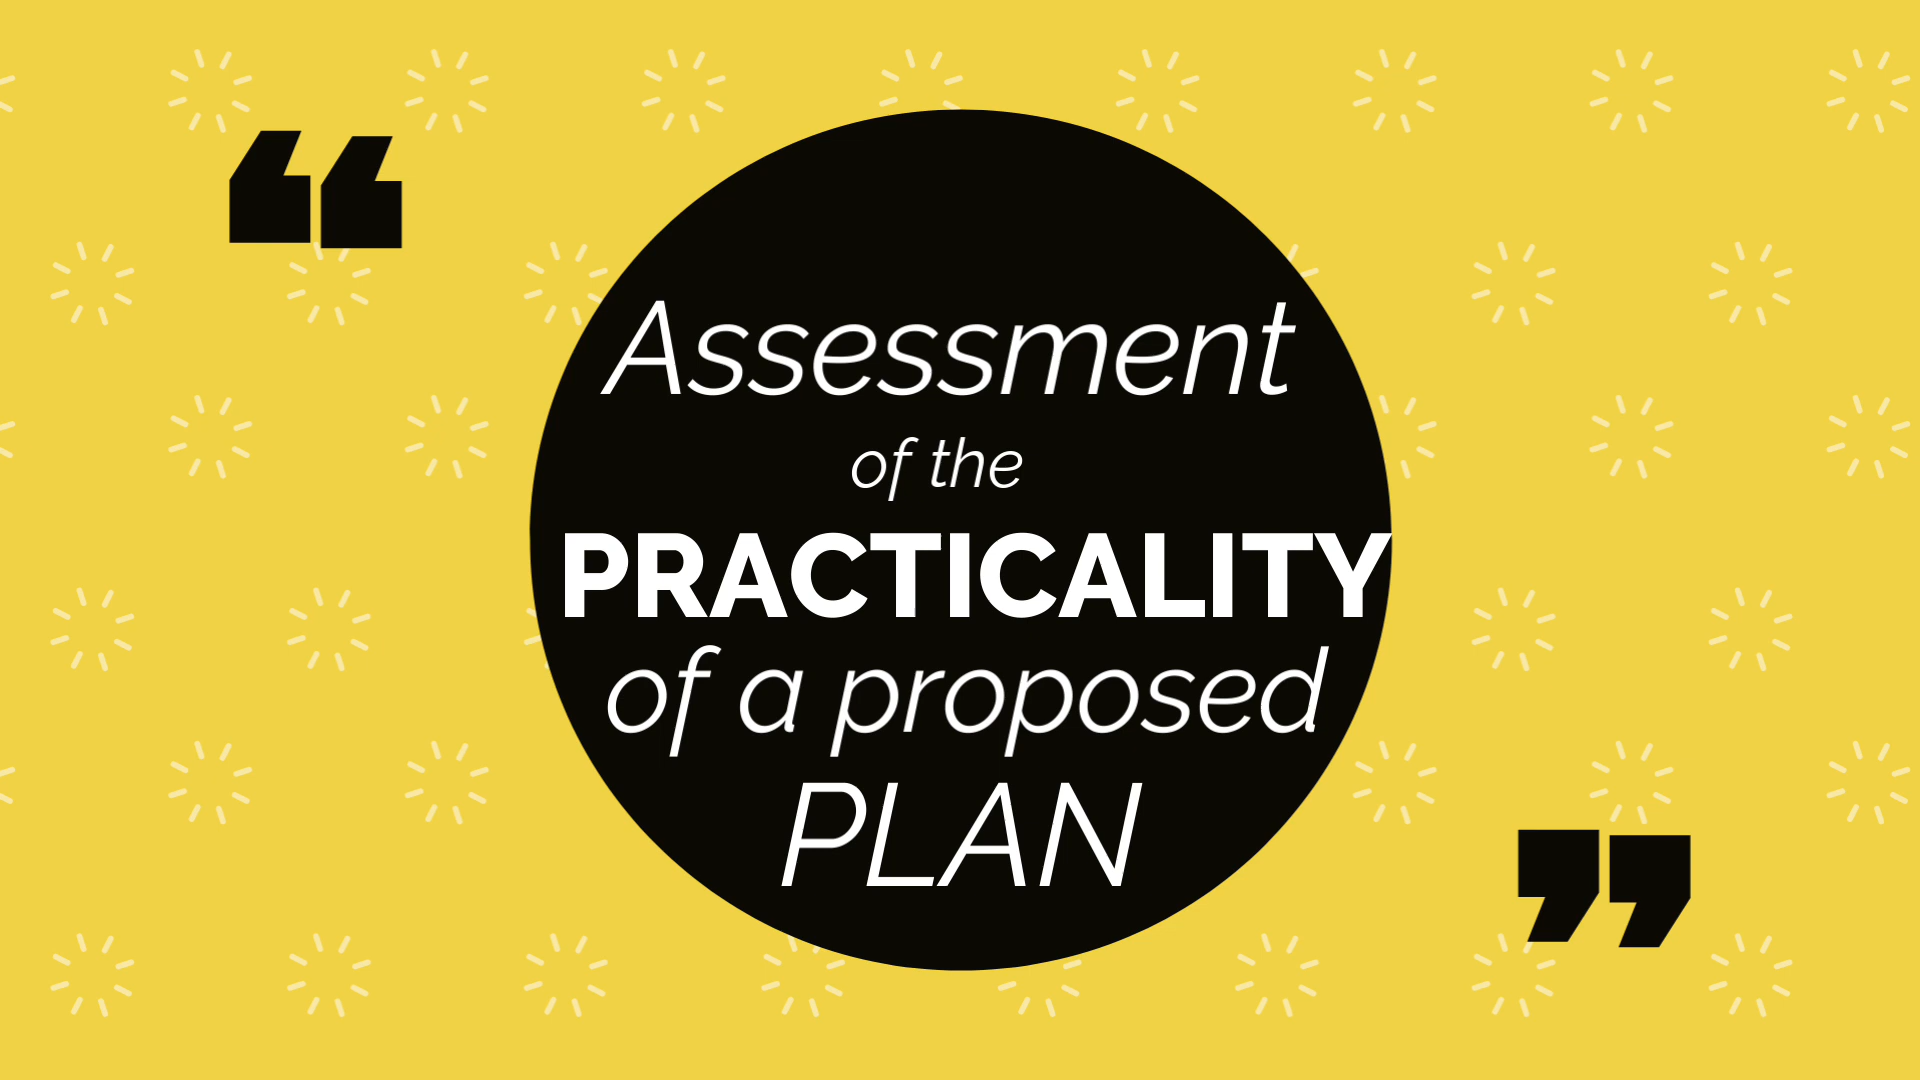 “
Assessment
of the
PRACTICALITY
of a proposed
PLAN
”